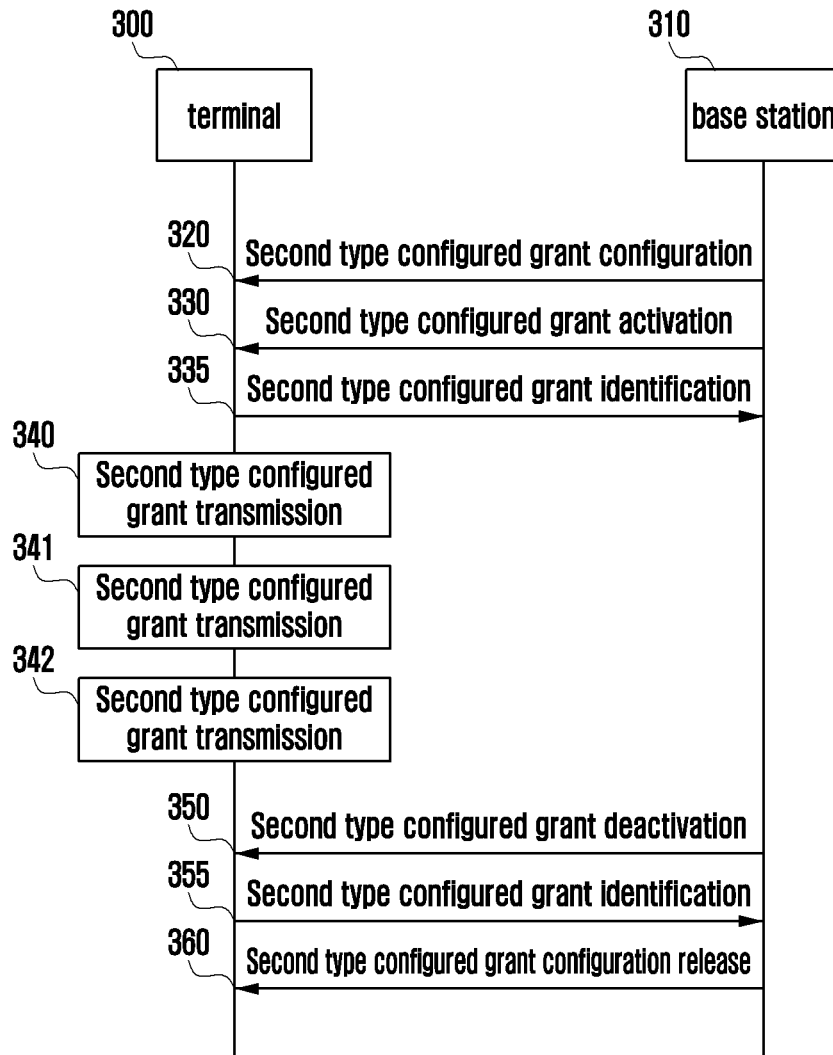 300
310
terminal
base station
320
Second type configured grant configuration
330
Second type configured grant activation
335
Second type configured grant identification
340
Second type configured
grant transmission
341
Second type configured
grant transmission
342
Second type configured
grant transmission
350
Second type configured grant deactivation
355
Second type configured grant identification
360
Second type configured grant configuration release